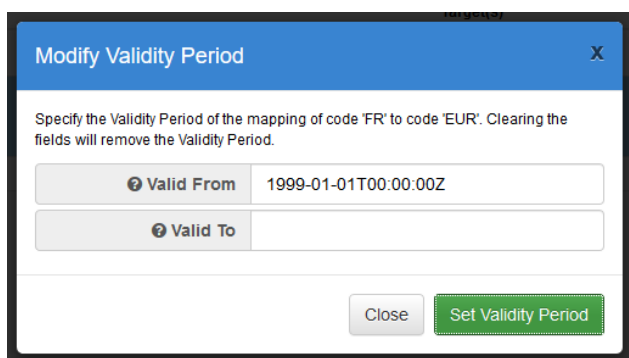 Target(s)
Modify Validity Period
X
Specify the Validity Period of the mapping of code 'FR' to code 'EUR'. Clearing the
fields will remove the Validity Period.
Valid From 1999-01-01T00:00:00Z
Valid To
Close Set Validity Period